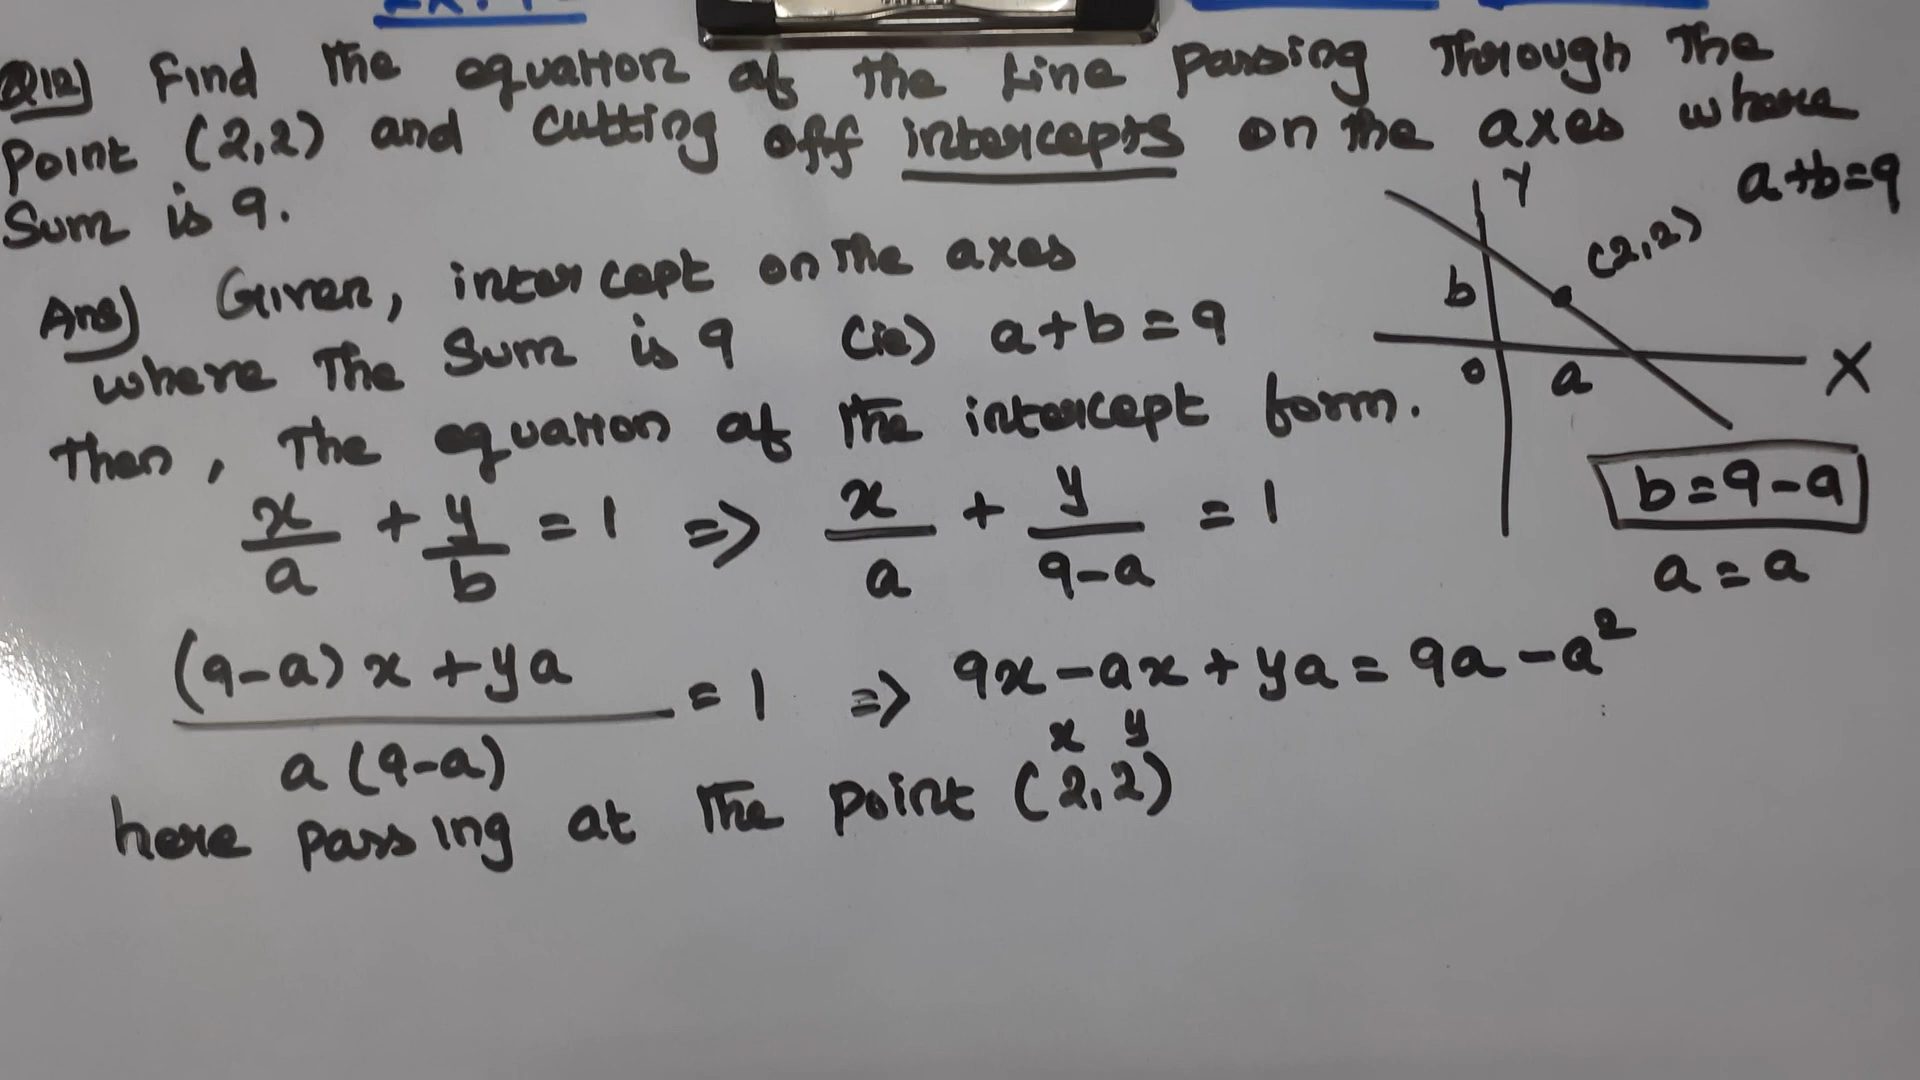 Q12) Find the equation of the Line passing Through The
Point (2,2) and cutting off intercepts on the axes where
Sum is 9.
a+b=9
Y
(2,2)
b
O
a
X
Ans) Given, intercept on the axes
where The Sum is 9 (ie) a+b=9
Then, The equation of the intercept form.
x/a + y/b = 1 => x/a + y/9-a = 1
b=9-a
a=a
(9-a)x+ya / a(9-a) = 1 => 9x-ax+ya=9a-a²
x y
here passing at the point (2,2)